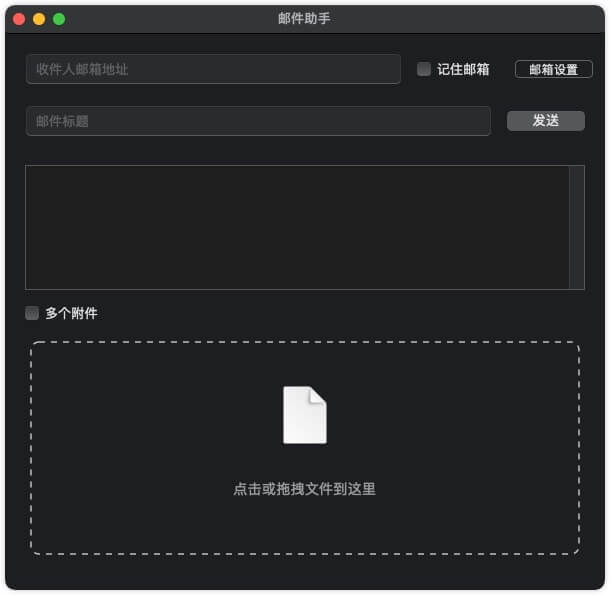 邮件助手
收件人邮箱地址
记住邮箱
邮箱设置
邮件标题
发送
多个附件
点击或拖拽文件到这里